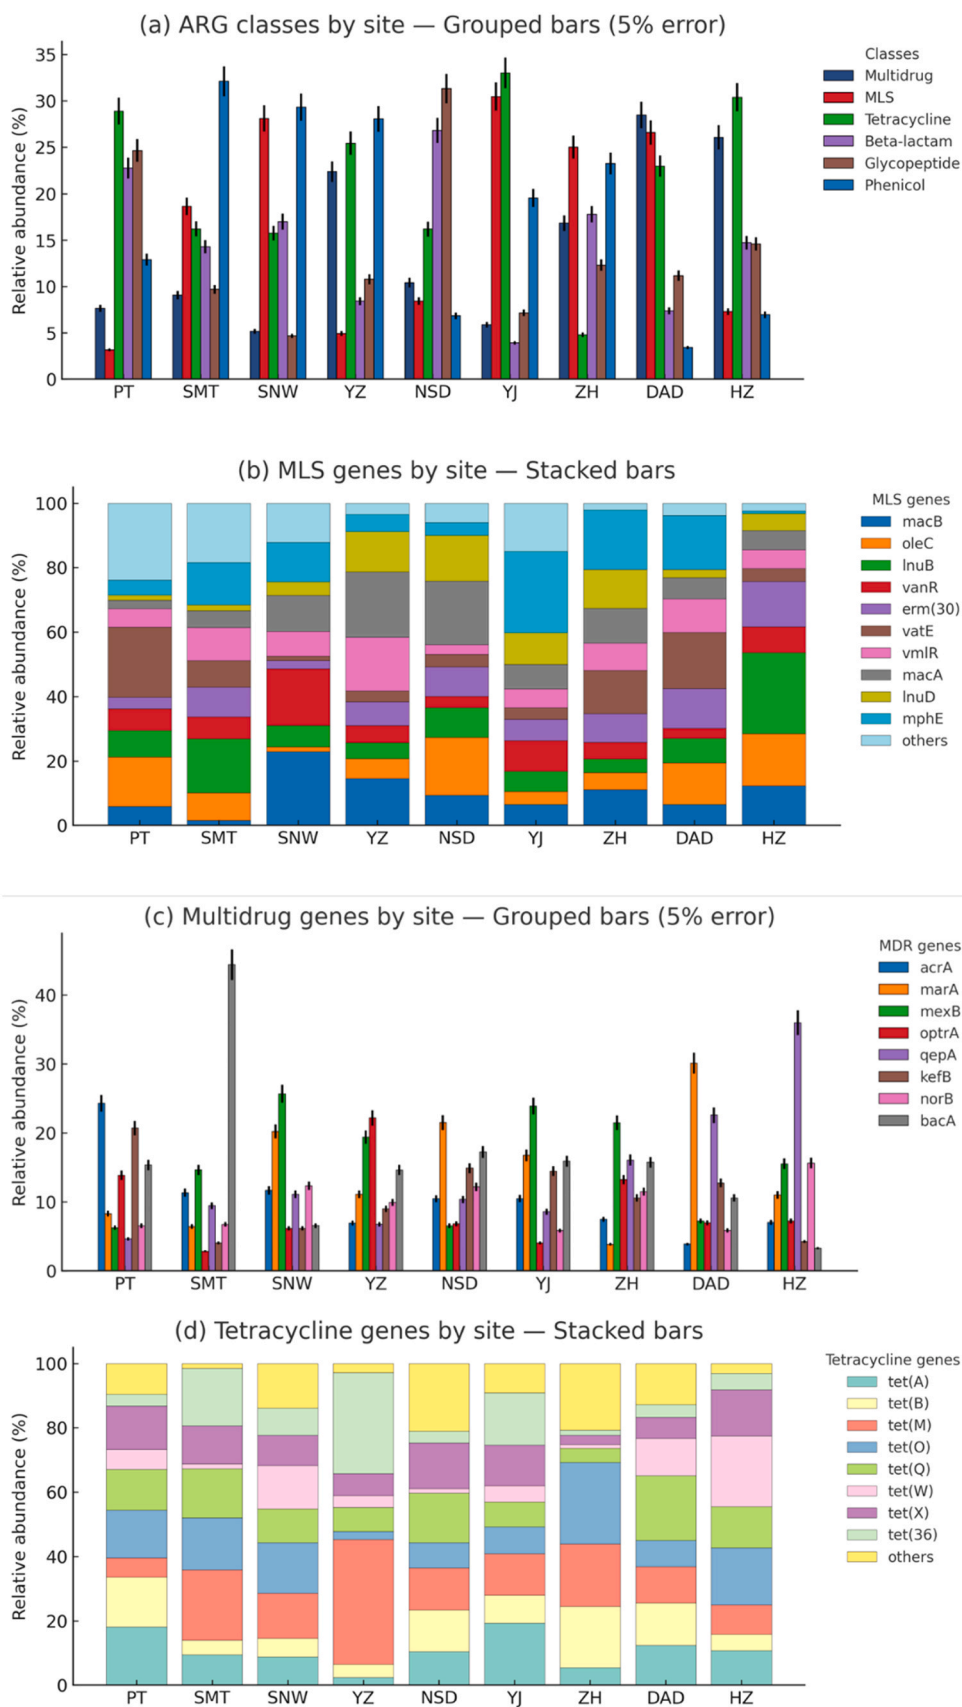 (a) ARG classes by site — Grouped bars (5% error)
Relative abundance (%)
35
30
25
20
15
10
5
0
PT SMT SNW YZ NSD YJ ZH DAD HZ
Classes
Multidrug
MLS
Tetracycline
Beta-lactam
Glycopeptide
Phenicol
(b) MLS genes by site — Stacked bars
Relative abundance (%)
100
80
60
40
20
0
PT SMT SNW YZ NSD YJ ZH DAD HZ
MLS genes
macB
oleC
lnuB
vanR
erm(30)
vatE
vmlR
macA
lnuD
mphE
others
(c) Multidrug genes by site — Grouped bars (5% error)
Relative abundance (%)
40
30
20
10
0
PT SMT SNW YZ NSD YJ ZH DAD HZ
MDR genes
acrA
marA
mexB
optrA
qepA
kefB
norB
bacA
(d) Tetracycline genes by site — Stacked bars
Relative abundance (%)
100
80
60
40
20
0
PT SMT SNW YZ NSD YJ ZH DAD HZ
Tetracycline genes
tet(A)
tet(B)
tet(M)
tet(O)
tet(Q)
tet(W)
tet(X)
tet(36)
others